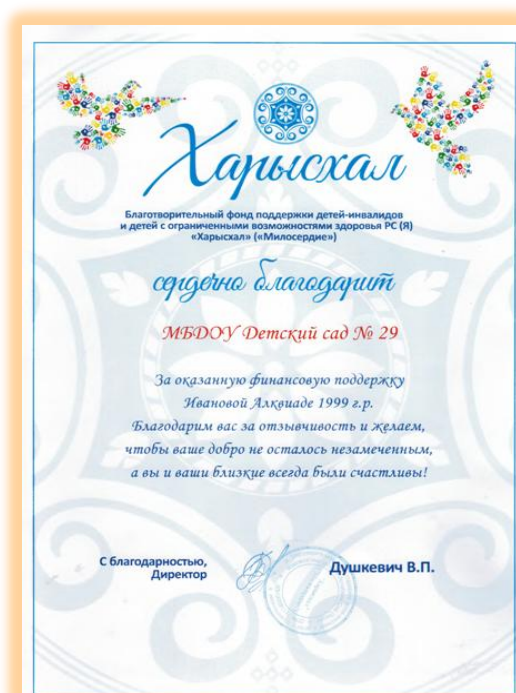 Харысхал
Благотворительный фонд поддержки детей-инвалидов
и детей с ограниченными возможностями здоровья РС (Я)
«Харысхал» («Милосердие»)
сердечно благодарит
МБДОУ Детский сад № 29
За оказанную финансовую поддержку
Ивановой Алквиаде 1999 г.р.
Благодарим вас за отзывчивость и желаем,
чтобы ваше добро не осталось незамеченным,
а вы и ваши близкие всегда были счастливы!
С благодарностью,
Директор
Душкевич В.П.